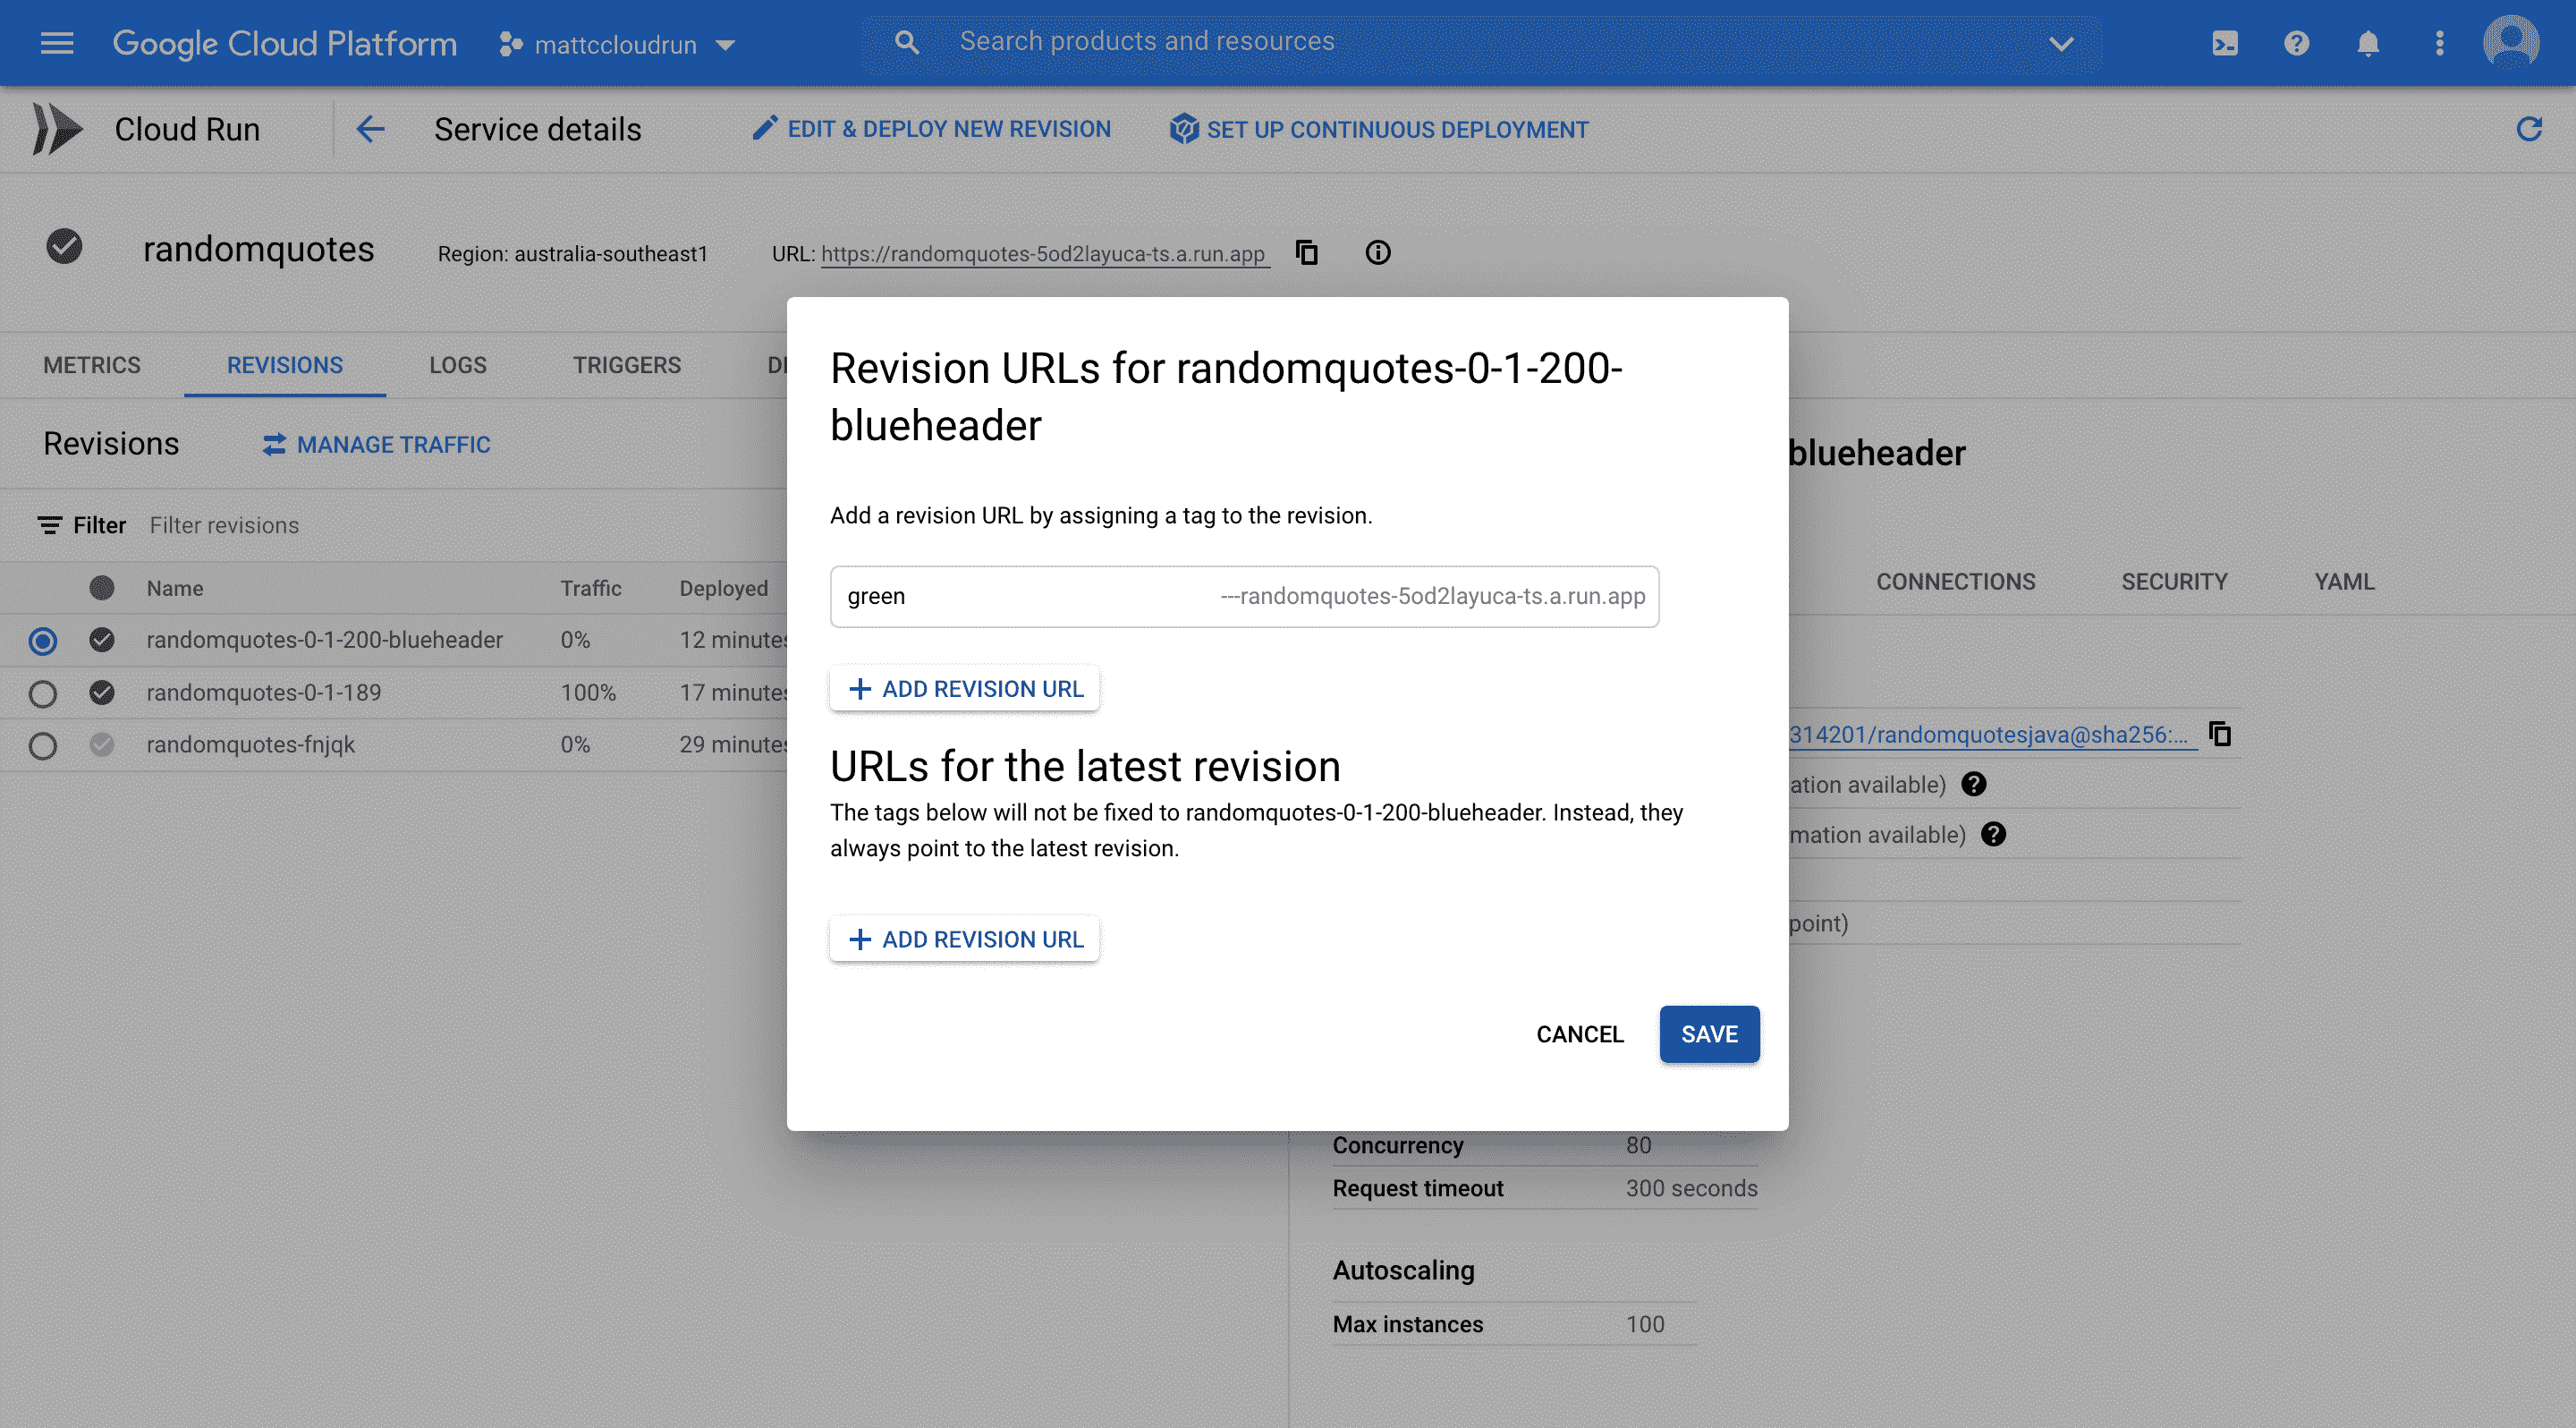 Google Cloud Platform
mattccloudrun
Search products and resources
Cloud Run
Service details
EDIT & DEPLOY NEW REVISION
SET UP CONTINUOUS DEPLOYMENT
randomquotes
Region: australia-southeast1
URL: https://randomquotes-5od2layuca-ts.a.run.app
METRICS
REVISIONS
LOGS
TRIGGERS
Revisions
MANAGE TRAFFIC
Filter Filter revisions
Name Traffic Deployed
randomquotes-0-1-200-blueheader 0% 12 minutes
randomquotes-0-1-189 100% 17 minutes
randomquotes-fnjqk 0% 29 minutes
Revision URLs for randomquotes-0-1-200-
blueheader
Add a revision URL by assigning a tag to the revision.
green ---randomquotes-5od2layuca-ts.a.run.app
+ ADD REVISION URL
URLs for the latest revision
The tags below will not be fixed to randomquotes-0-1-200-blueheader. Instead, they
always point to the latest revision.
+ ADD REVISION URL
CANCEL
SAVE
blueheader
CONNECTIONS
SECURITY
YAML
314201/randomquotesjava@sha256:...
available)
available)
point)
Concurrency 80
Request timeout 300 seconds
Autoscaling
Max instances 100